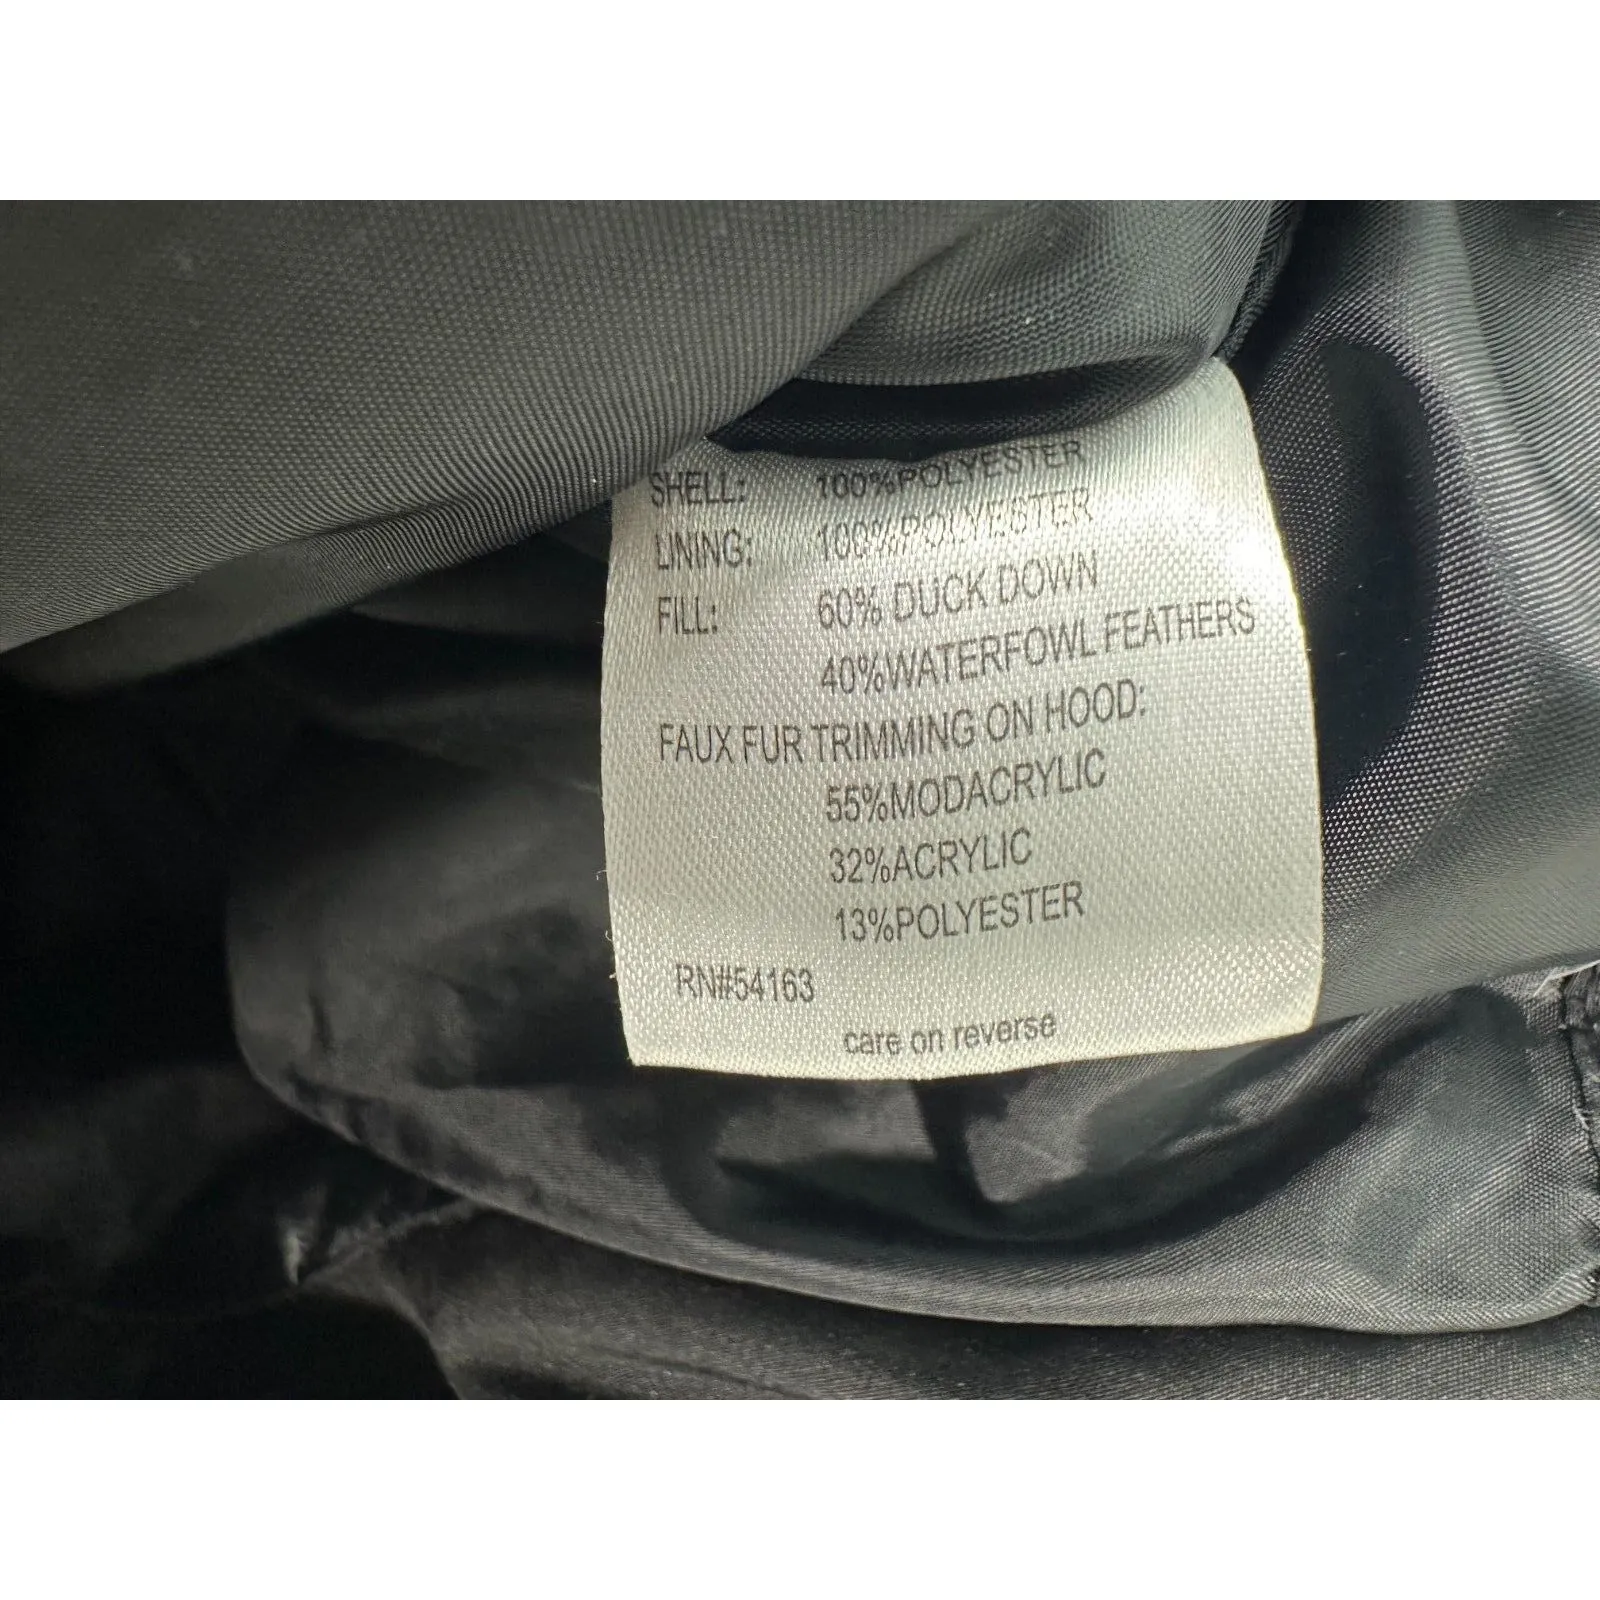 SHELL: 100%POLYESTER
LINING: 100%POLYESTER
FILL: 60% DUCK DOWN
40%WATERFOWL FEATHERS
FAUX FUR TRIMMING ON HOOD:
55%MODACRYLIC
32%ACRYLIC
13%POLYESTER
RN#54163
care on reverse